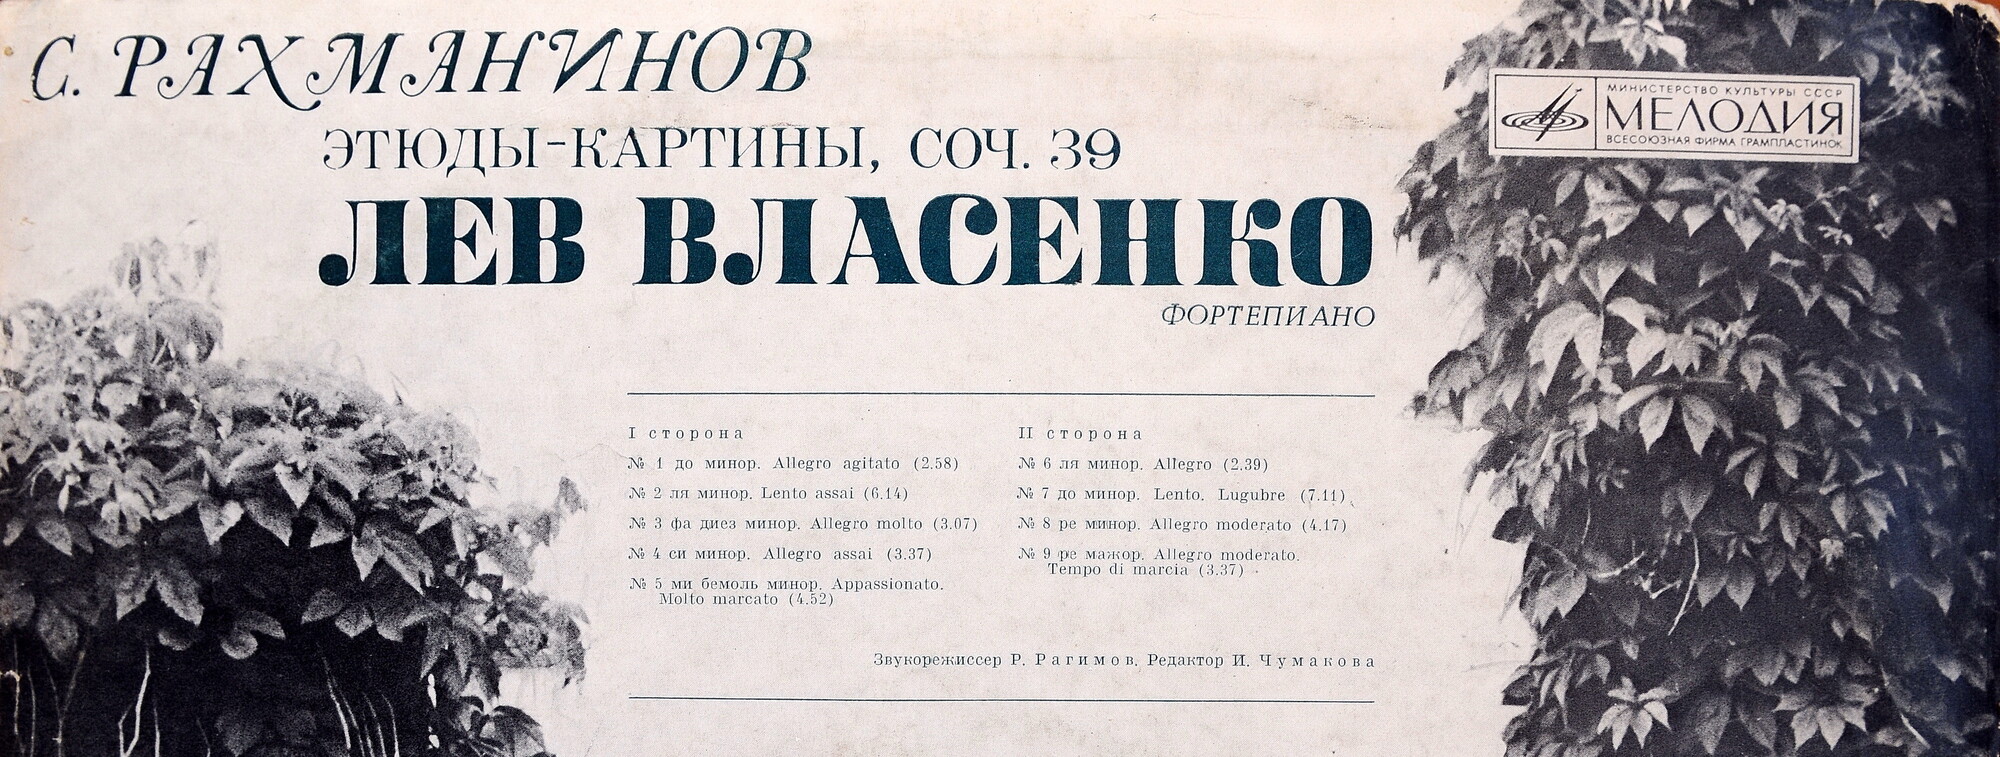 С. РАХМАНИНОВ
ЭТЮДЫ-КАРТИНЫ, СОЧ. 39
ЛЕВ ВЛАСЕНКО
ФОРТЕПИАНО
МИНИСТЕРСТВО КУЛЬТУРЫ СССР
МЕЛОДИЯ
ВСЕСОЮЗНАЯ ФИРМА ГРАМПЛАСТИНОК
I сторона
№ 1 до минор. Allegro agitato (2.58)
№ 2 ля минор. Lento assai (6.14)
№ 3 фа диез минор. Allegro molto (3.07)
№ 4 си минор. Allegro assai (3.37)
№ 5 ми бемоль минор. Appassionato.
Molto marcato (4.52)
II сторона
№ 6 ля минор. Allegro (2.39)
№ 7 до минор. Lento. Lugubre (7.11)
№ 8 ре минор. Allegro moderato (4.17)
№ 9 ре мажор. Allegro moderato.
Tempo di marcia (3.37)
Звукорежиссер Р. Рагимов. Редактор И. Чумакова